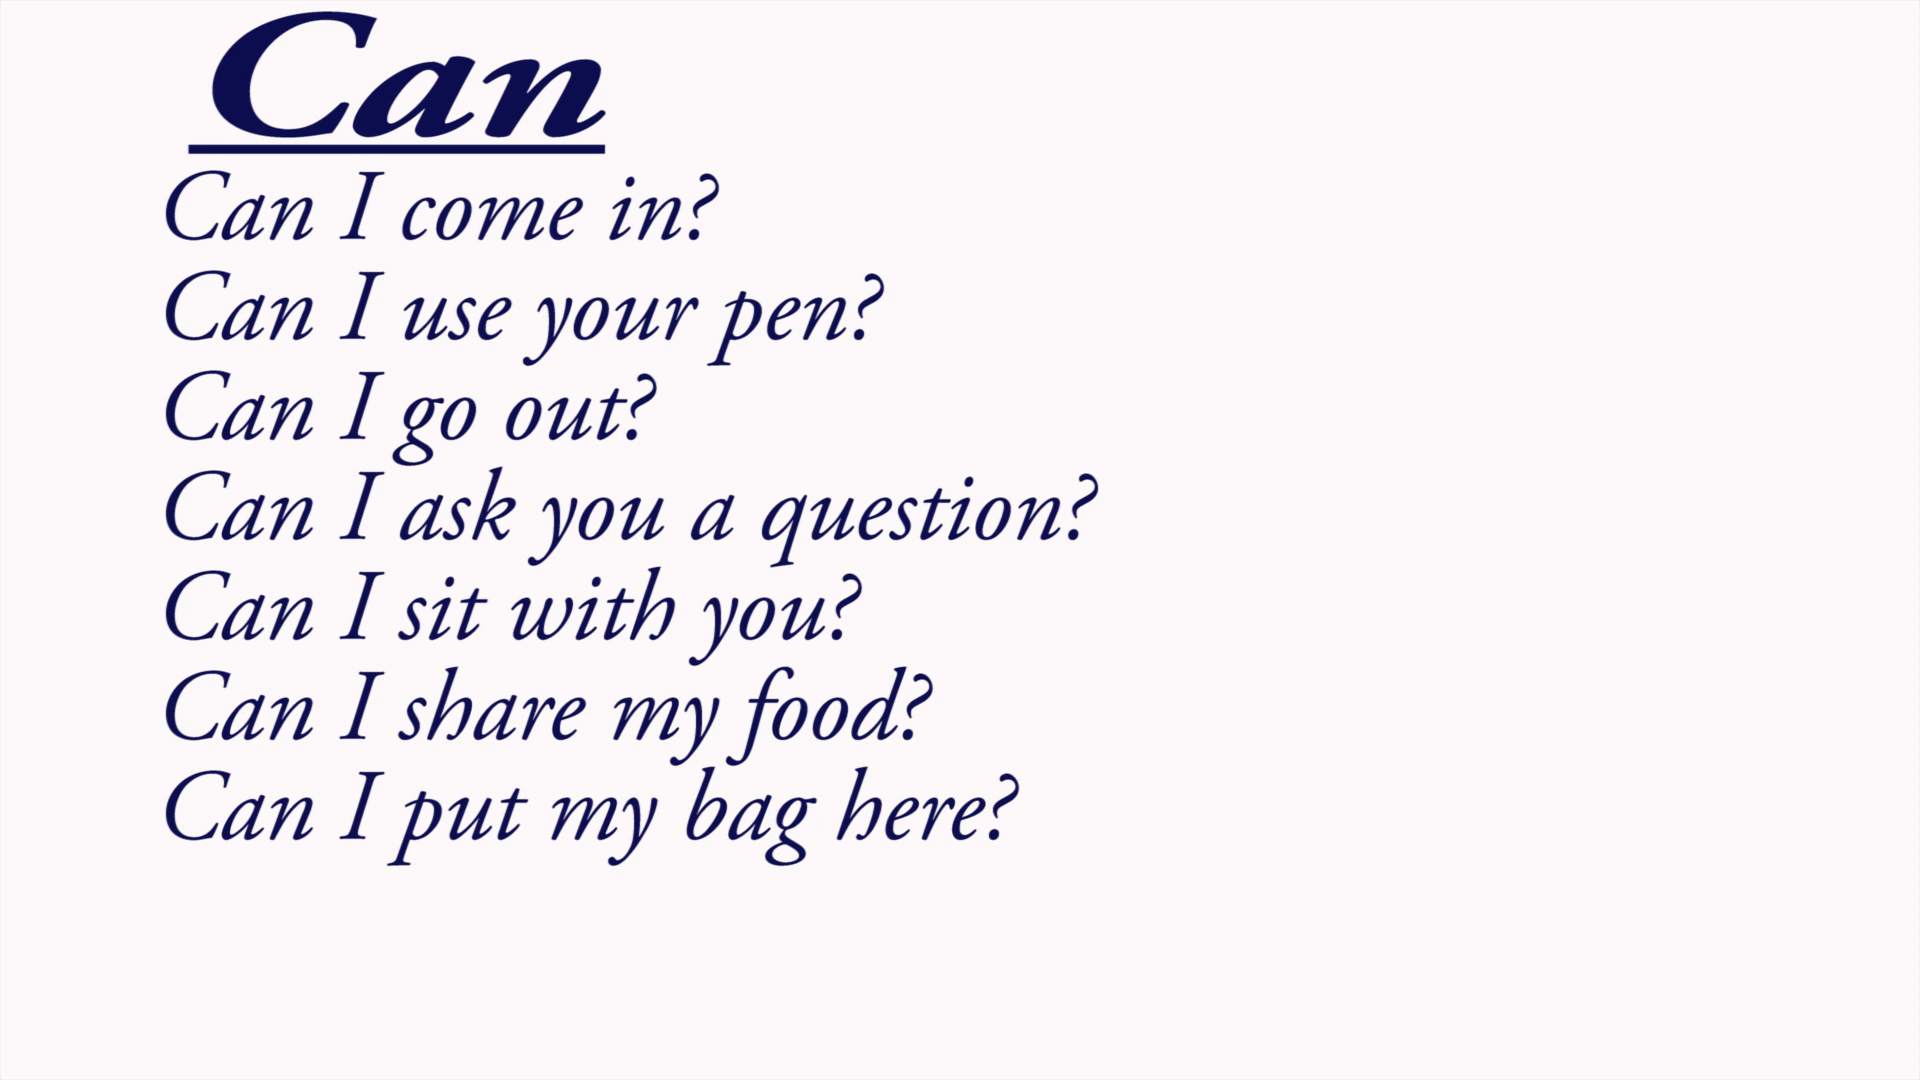 Can
Can I come in?
Can I use your pen?
Can I go out?
Can I ask you a question?
Can I sit with you?
Can I share my food?
Can I put my bag here?